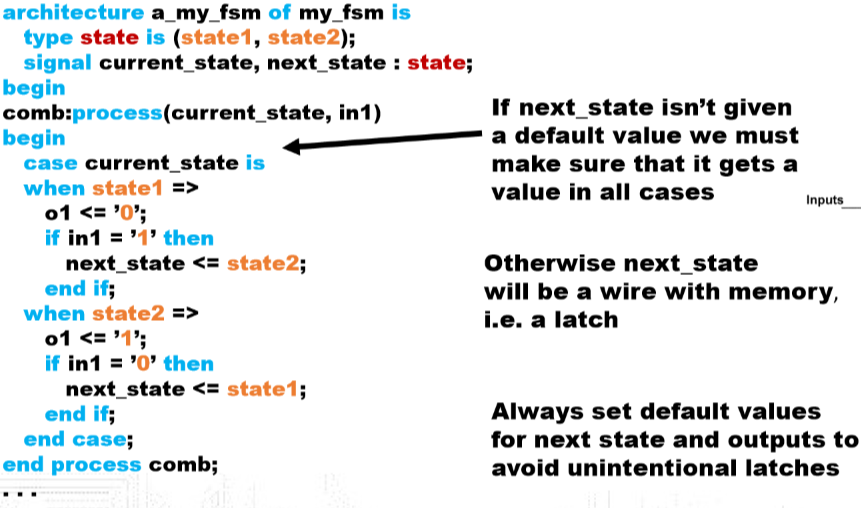 architecture a_my_fsm of my_fsm is
type state is (state1, state2);
signal current_state, next_state : state;
begin
comb:process(current_state, in1)
begin
case current_state is
when state1 =>
o1 <= ’0’;
if in1 = ’1’ then
next_state <= state2;
end if;
when state2 =>
o1 <= ’1’;
if in1 = ’0’ then
next_state <= state1;
end if;
end case;
end process comb;
. . .
If next_state isn’t given
a default value we must
make sure that it gets a
value in all cases
Inputs__
Otherwise next_state
will be a wire with memory,
i.e. a latch
Always set default values
for next state and outputs to
avoid unintentional latches